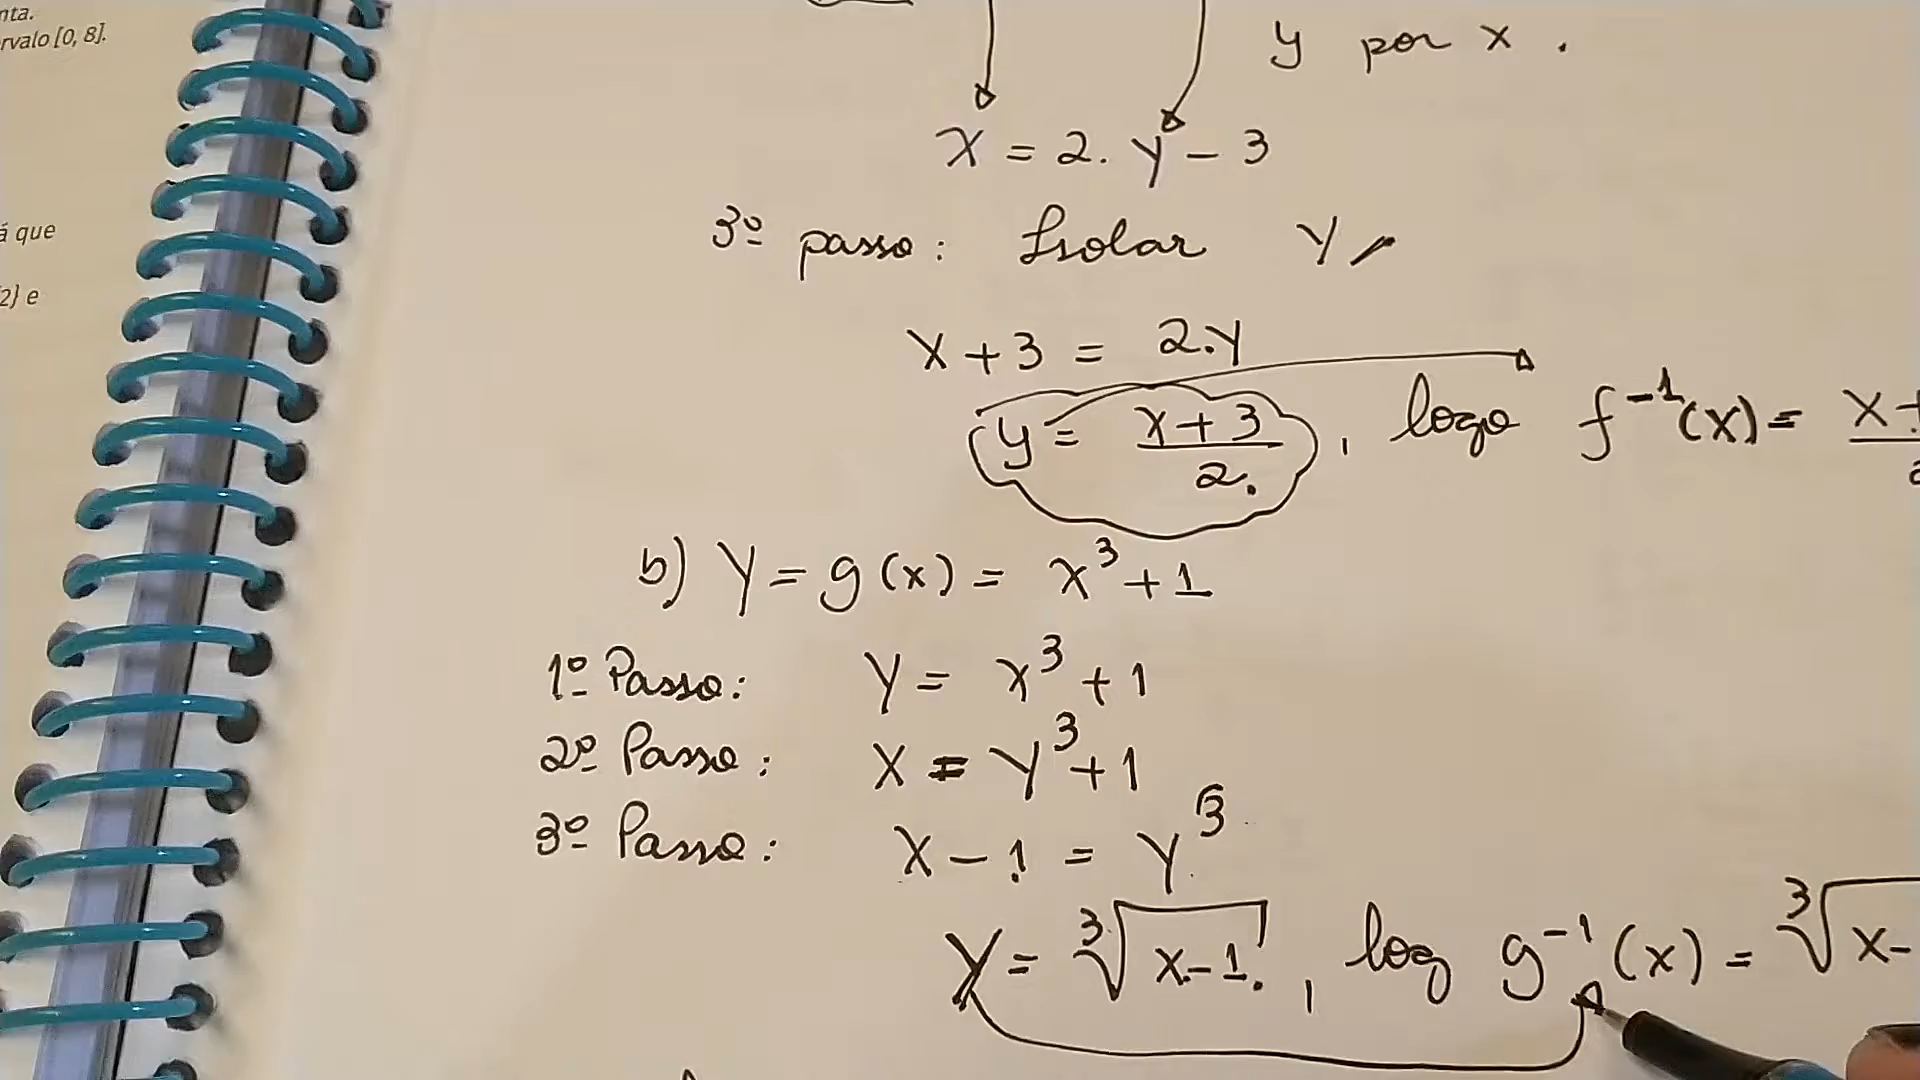 nta.
rvalo [0, 8].
á que
2} e
y por x .
x = 2. y - 3
3º passo: Isolar y
x + 3 = 2.y
y = \frac{x+3}{2.} , logo f⁻¹(x) = x+
b) y = g(x) = x³ + 1
1º Passo: y = x³ + 1
2º Passo: x = y³ + 1
3º Passo: x - 1 = y³
y = ∛(x-1) , log g⁻¹(x) = ∛x-